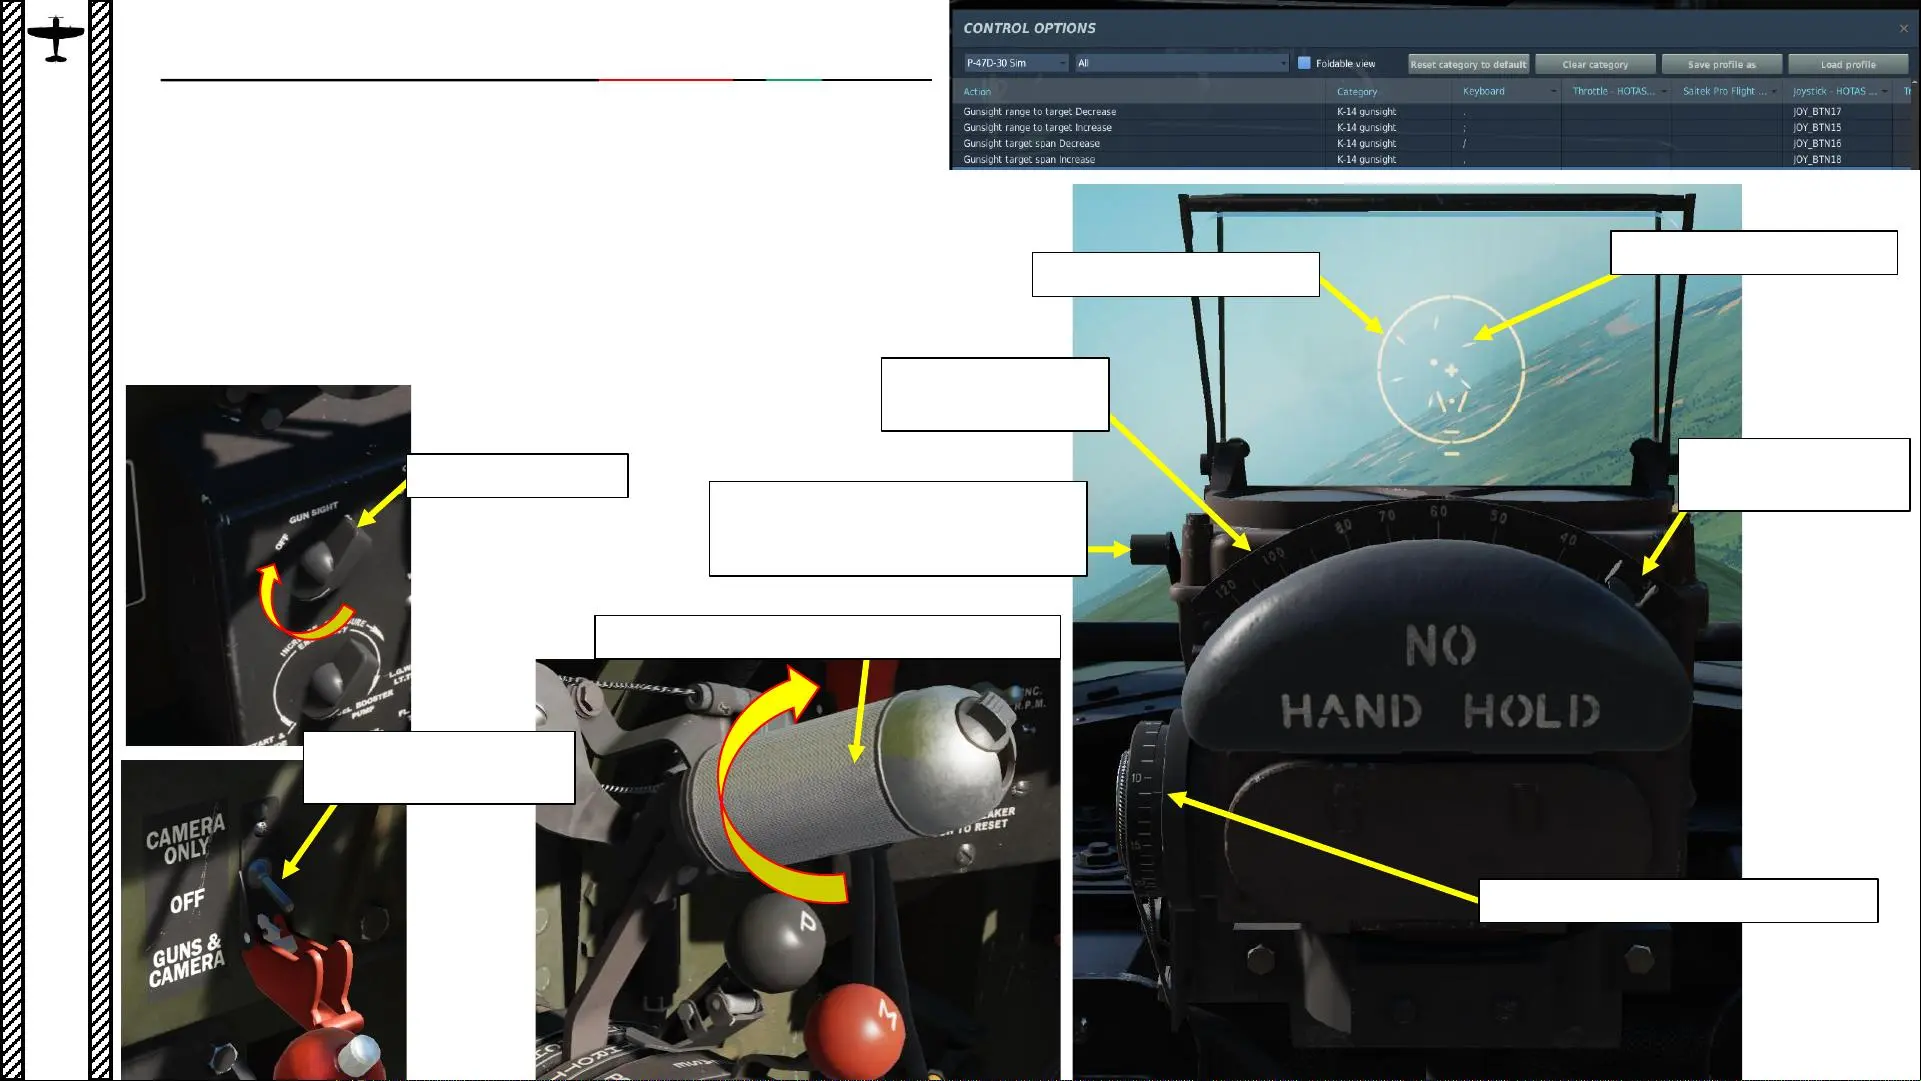 CONTROL OPTIONS
P-47D-30 Sim
All
Foldable view
Reset category to default
Clear category
Save profile as
Load profile
Action Category Keyboard Throttle - HOTAS... Saitek Pro Flight ... Joystick - HOTAS ... Tr
Gunsight range to target Decrease K-14 gunsight . JOY_BTN17
Gunsight range to target Increase K-14 gunsight ; JOY_BTN15
Gunsight target span Decrease K-14 gunsight / JOY_BTN16
Gunsight target span Increase K-14 gunsight , JOY_BTN18
GUN SIGHT
OFF
CAMERA
ONLY
OFF
GUNS &
CAMERA
R.P.M.
TO RESET
P
M
120 100 80 70 60 50 40
NO
HAND HOLD
10